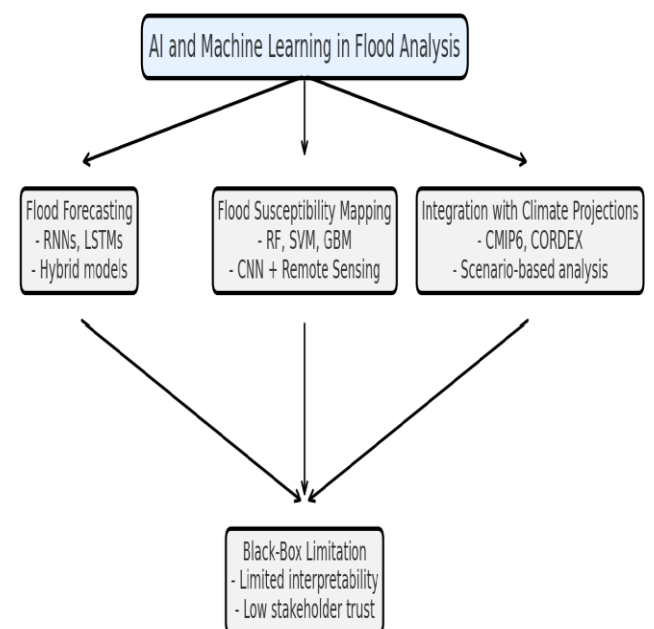 AI and Machine Learning in Flood Analysis
Flood Forecasting
- RNNs, LSTMs
- Hybrid models
Flood Susceptibility Mapping
- RF, SVM, GBM
- CNN + Remote Sensing
Integration with Climate Projections
- CMIP6, CORDEX
- Scenario-based analysis
Black-Box Limitation
- Limited interpretability
- Low stakeholder trust